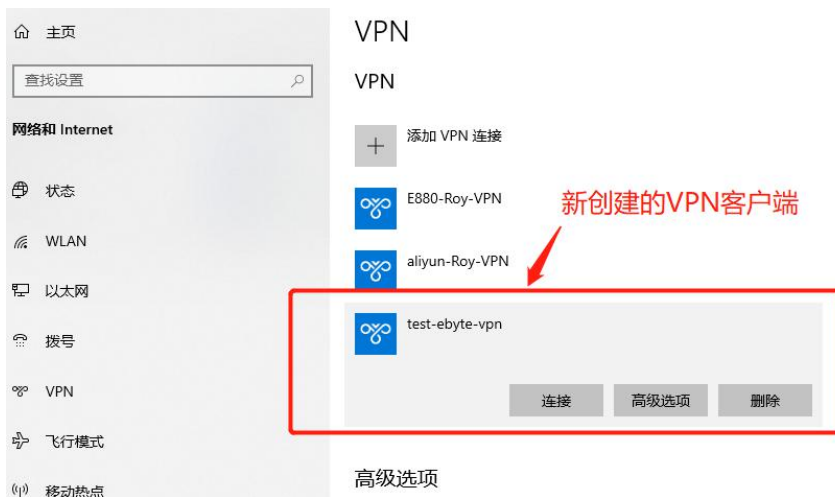 主页
查找设置
网络和 Internet
状态
WLAN
以太网
拨号
VPN
飞行模式
移动热点
VPN
VPN
添加 VPN 连接
E880-Roy-VPN
新创建的VPN客户端
aliyun-Roy-VPN
test-ebyte-vpn
连接
高级选项
删除
高级选项